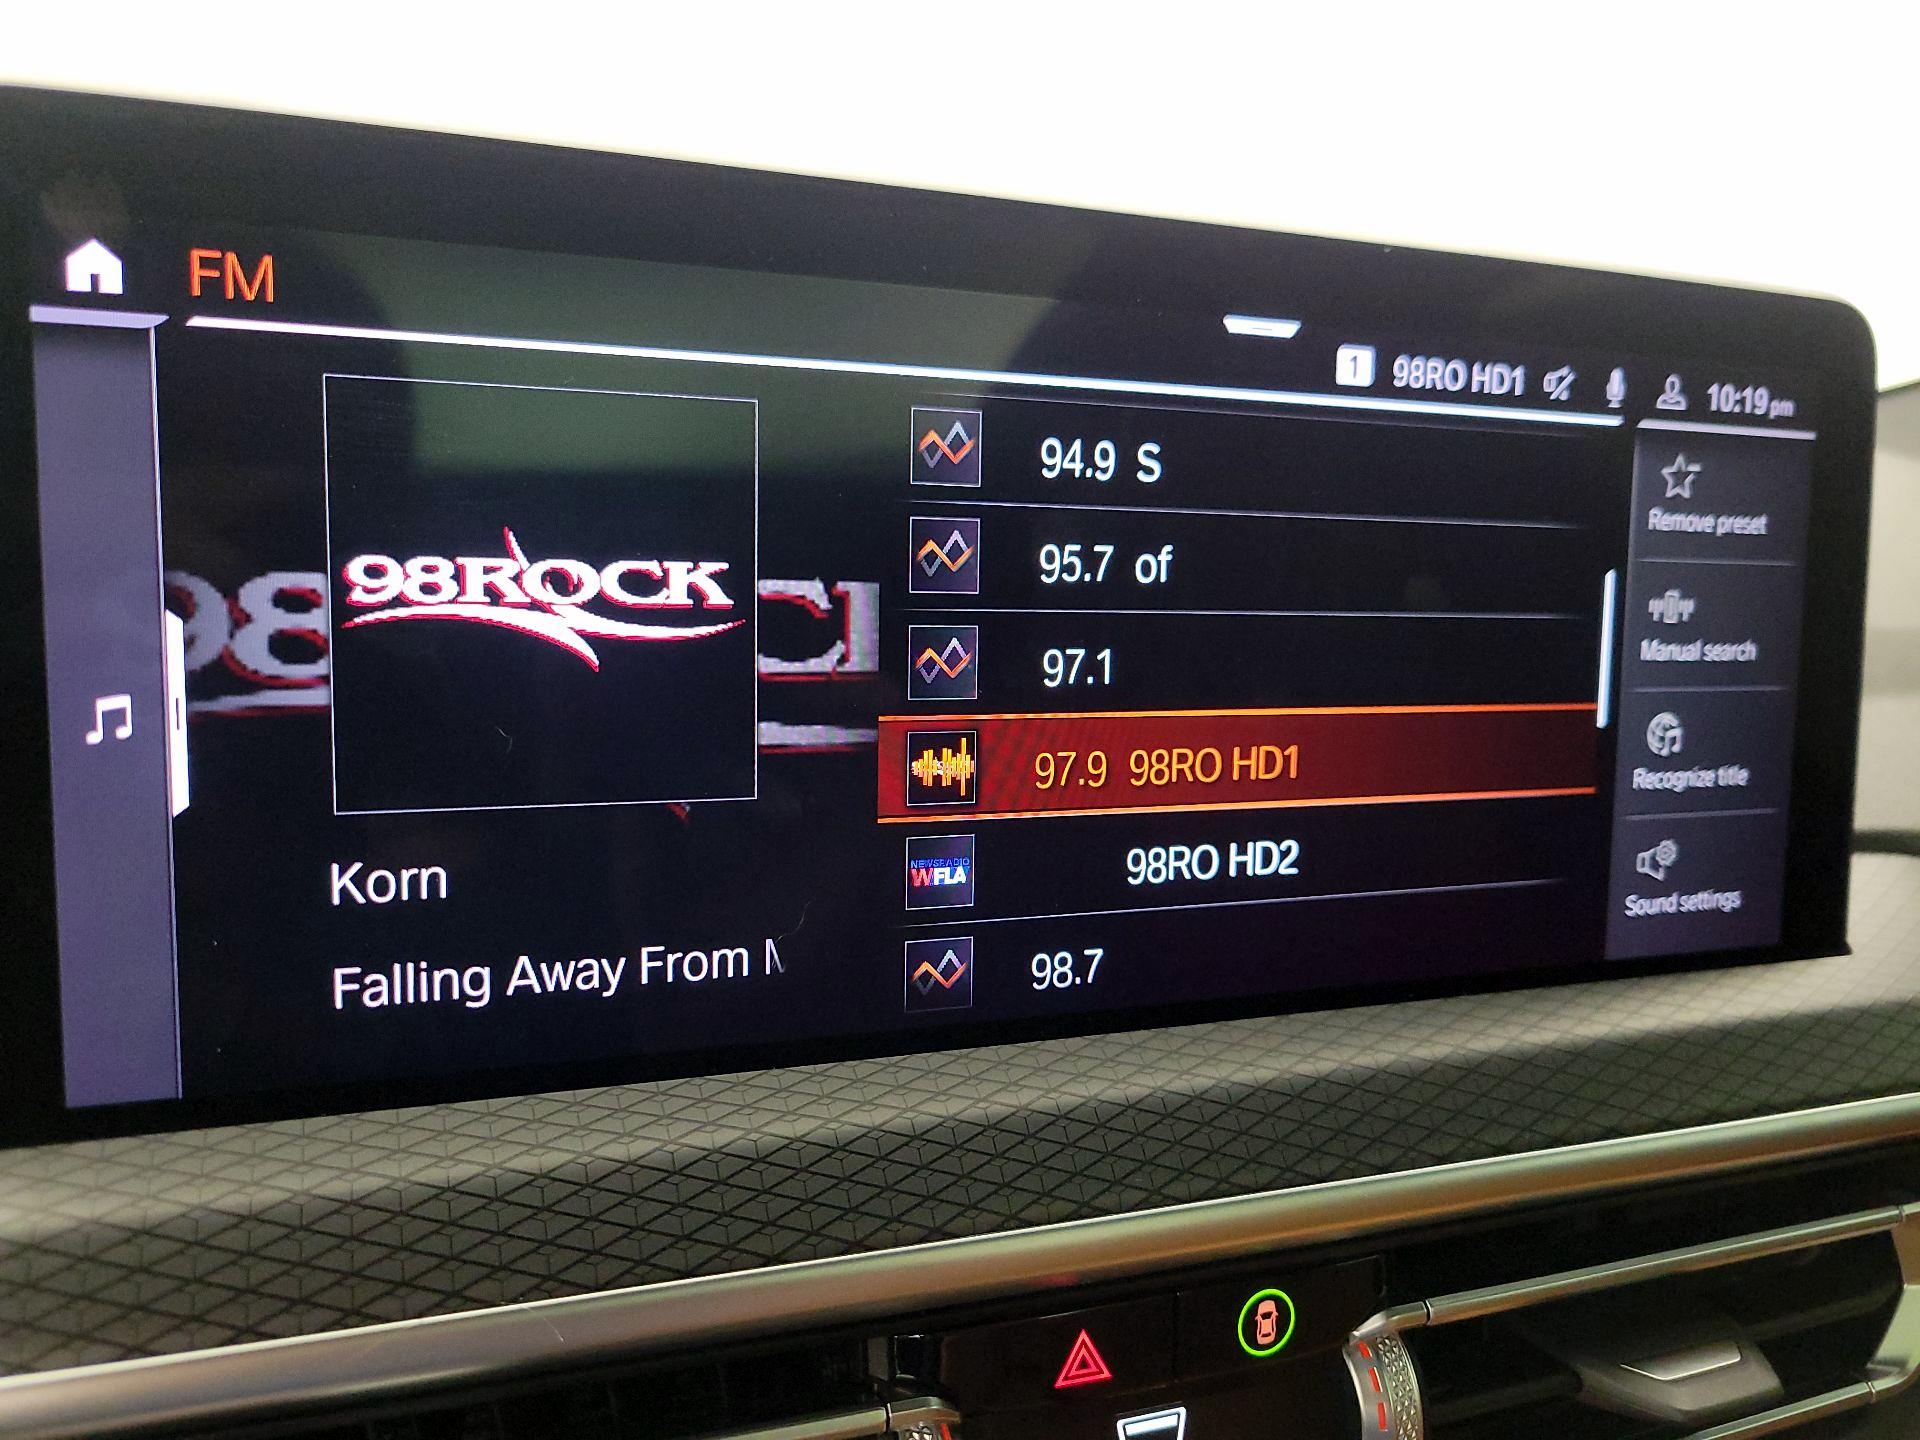 FM
1 98RO HD1 10:19 pm
98ROCK
Korn
Falling Away From M
94.9 S
95.7 of
97.1
97.9 98RO HD1
NEWSRADIO
WFLA
98RO HD2
98.7
Remove preset
Manual search
Recognize title
Sound settings